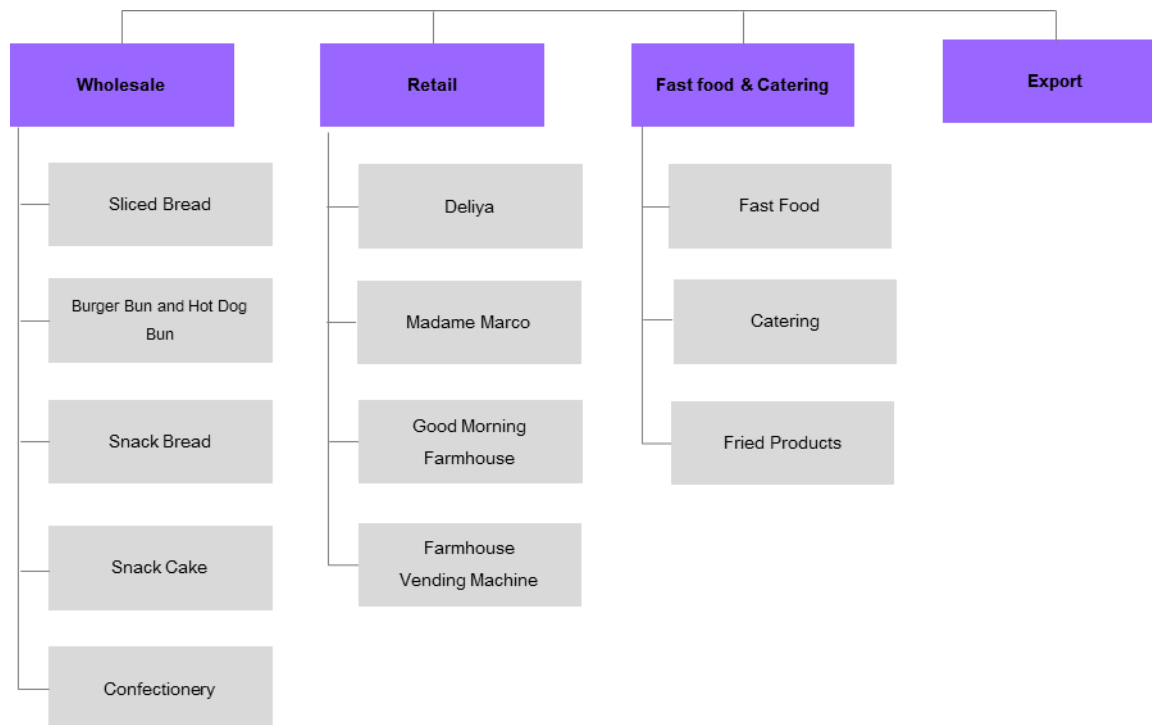 Wholesale
Retail
Fast food & Catering
Export
Sliced Bread
Burger Bun and Hot Dog
Bun
Snack Bread
Snack Cake
Confectionery
Deliya
Madame Marco
Good Morning
Farmhouse
Farmhouse
Vending Machine
Fast Food
Catering
Fried Products